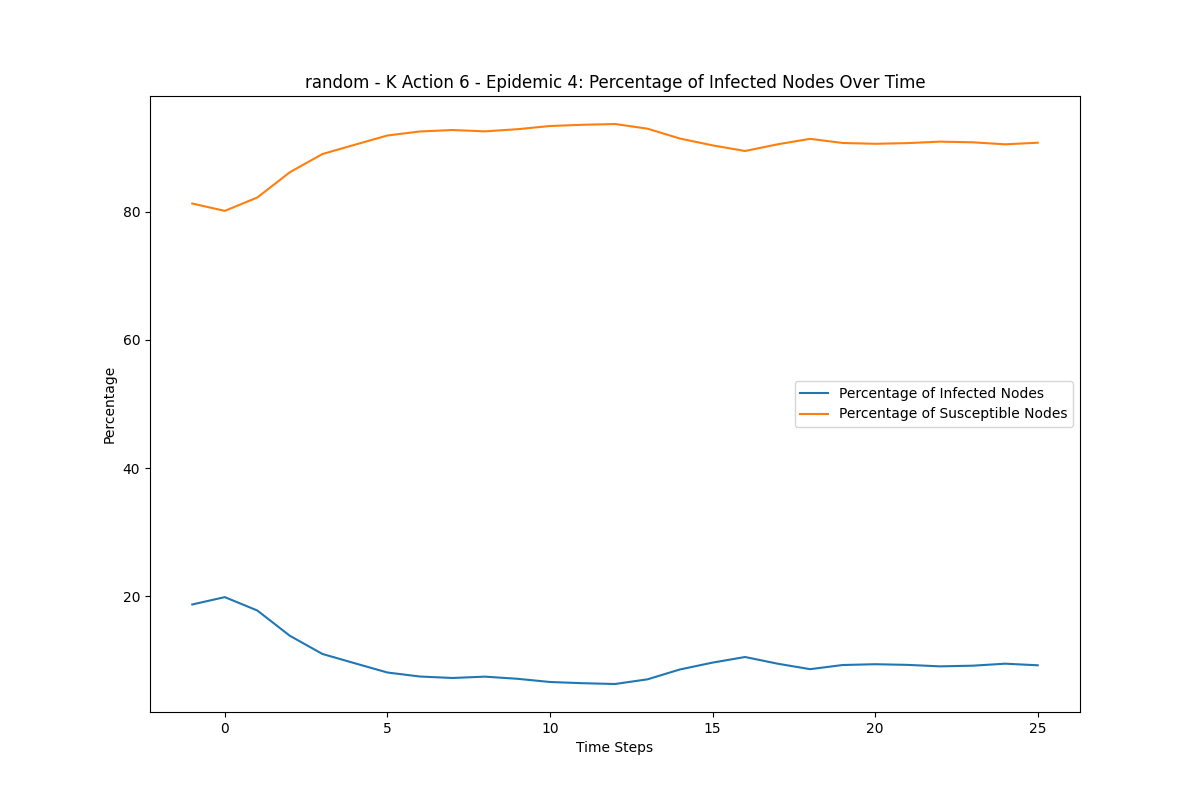 random - K Action 6 - Epidemic 4: Percentage of Infected Nodes Over Time
Percentage
80
60
40
20
Percentage of Infected Nodes
Percentage of Susceptible Nodes
0 5 10 15 20 25
Time Steps